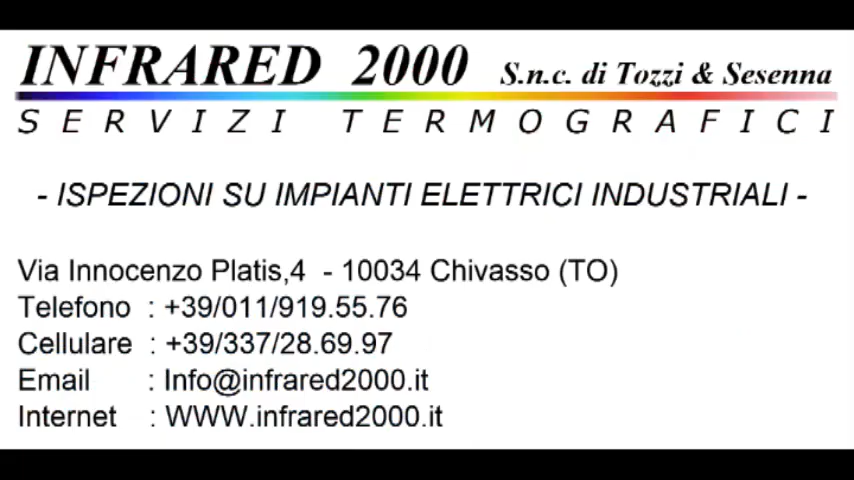 INFRARED 2000 S.n.c. di Tozzi & Sesenna
SERVIZI TERMOGRAFICI
- ISPEZIONI SU IMPIANTI ELETTRICI INDUSTRIALI -
Via Innocenzo Platis,4 - 10034 Chivasso (TO)
Telefono : +39/011/919.55.76
Cellulare : +39/337/28.69.97
Email : Info@infrared2000.it
Internet : WWW.infrared2000.it